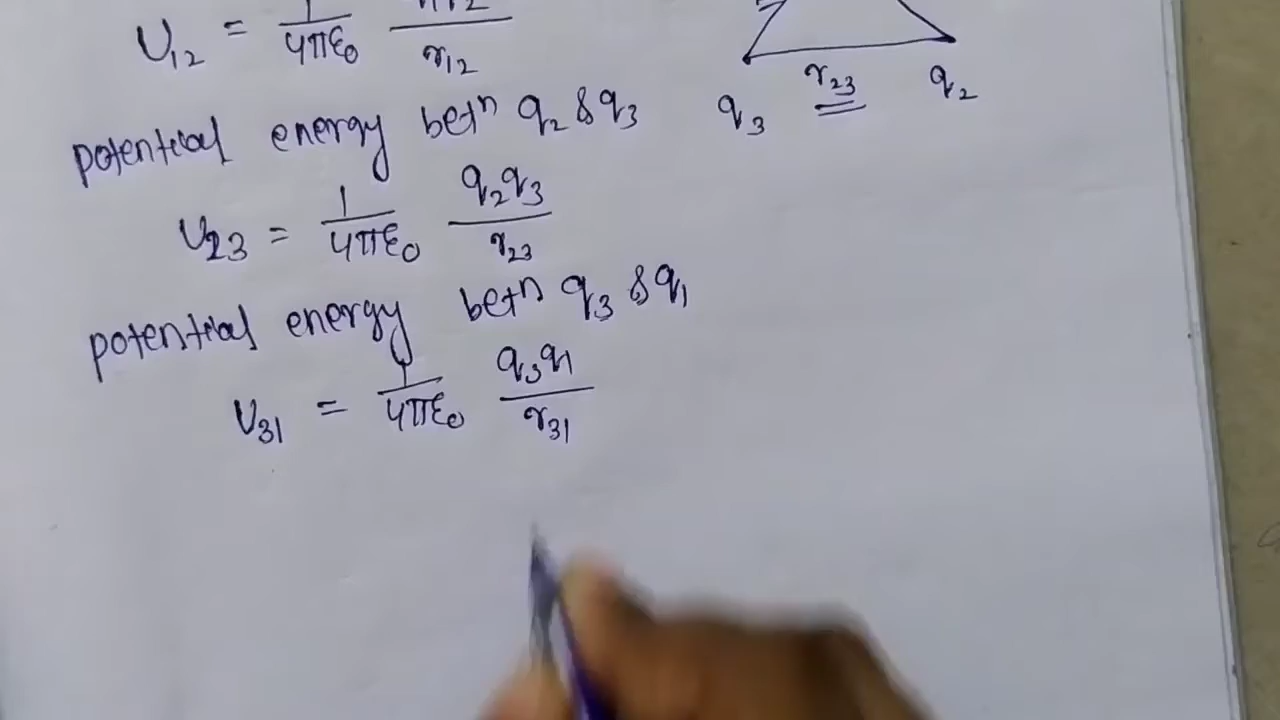 U₁₂ = 1/4πε₀ /r₁₂
r₂₃
q₃ q₂
potential energy betⁿ q₂ & q₃
U₂₃ = 1/4πε₀ q₂q₃/r₂₃
potential energy betⁿ q₃ & q₁
U₃₁ = 1/4πε₀ q₃q₁/r₃₁